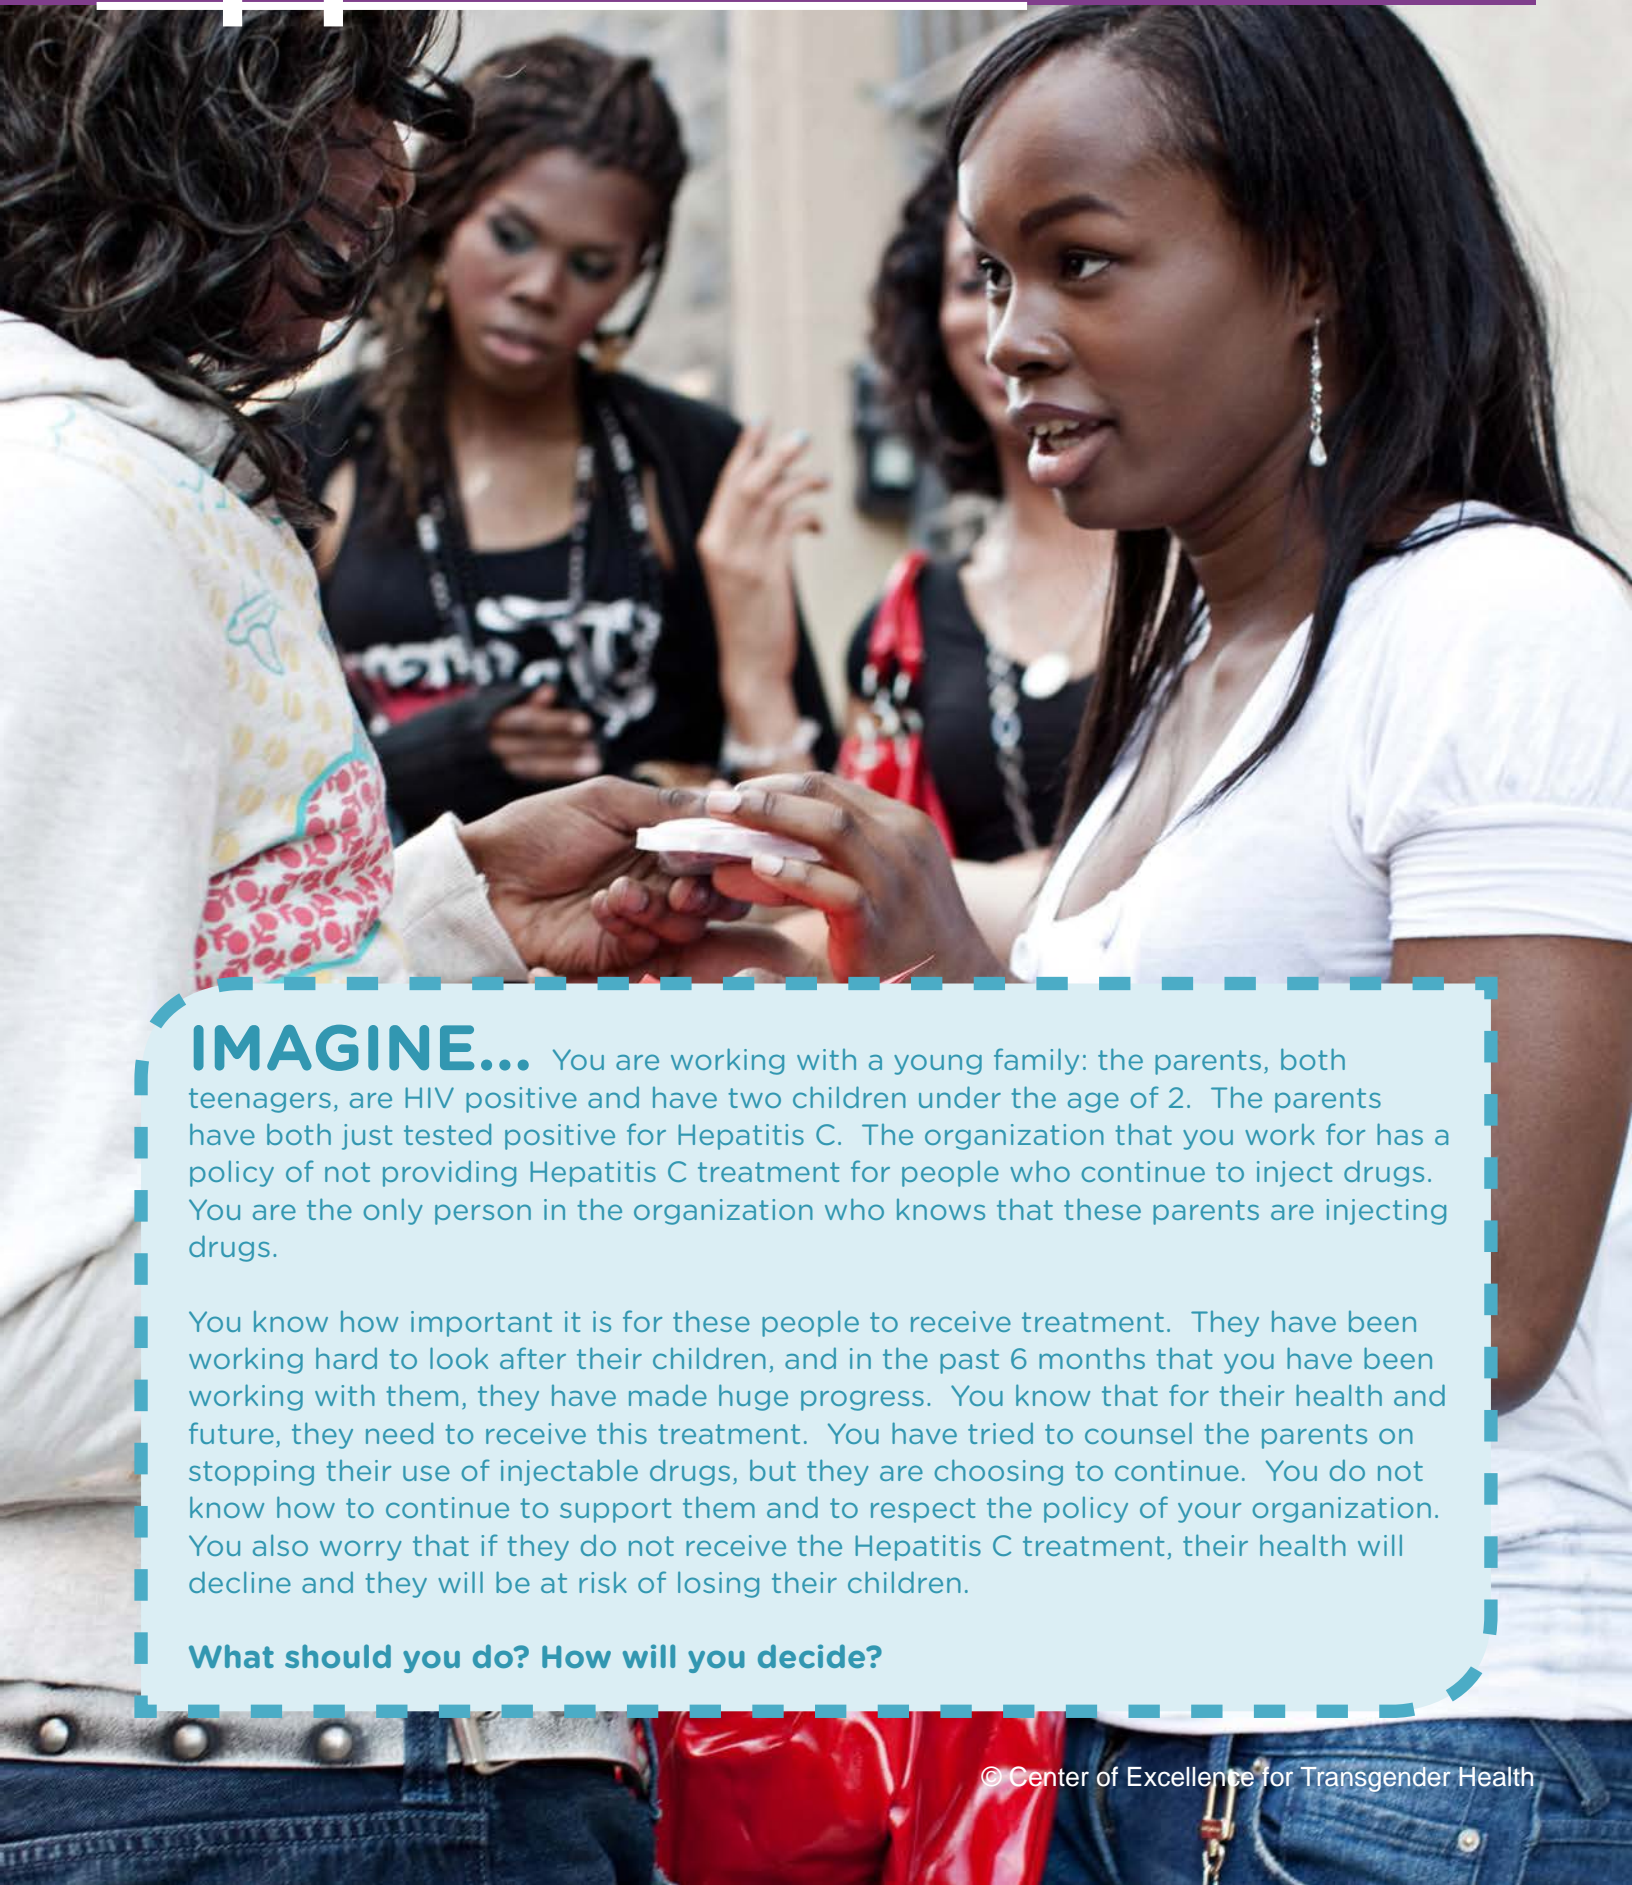 IMAGINE... You are working with a young family: the parents, both
teenagers, are HIV positive and have two children under the age of 2. The parents
have both just tested positive for Hepatitis C. The organization that you work for has a
policy of not providing Hepatitis C treatment for people who continue to inject drugs.
You are the only person in the organization who knows that these parents are injecting
drugs.
You know how important it is for these people to receive treatment. They have been
working hard to look after their children, and in the past 6 months that you have been
working with them, they have made huge progress. You know that for their health and
future, they need to receive this treatment. You have tried to counsel the parents on
stopping their use of injectable drugs, but they are choosing to continue. You do not
know how to continue to support them and to respect the policy of your organization.
You also worry that if they do not receive the Hepatitis C treatment, their health will
decline and they will be at risk of losing their children.
What should you do? How will you decide?
© Center of Excellence for Transgender Health